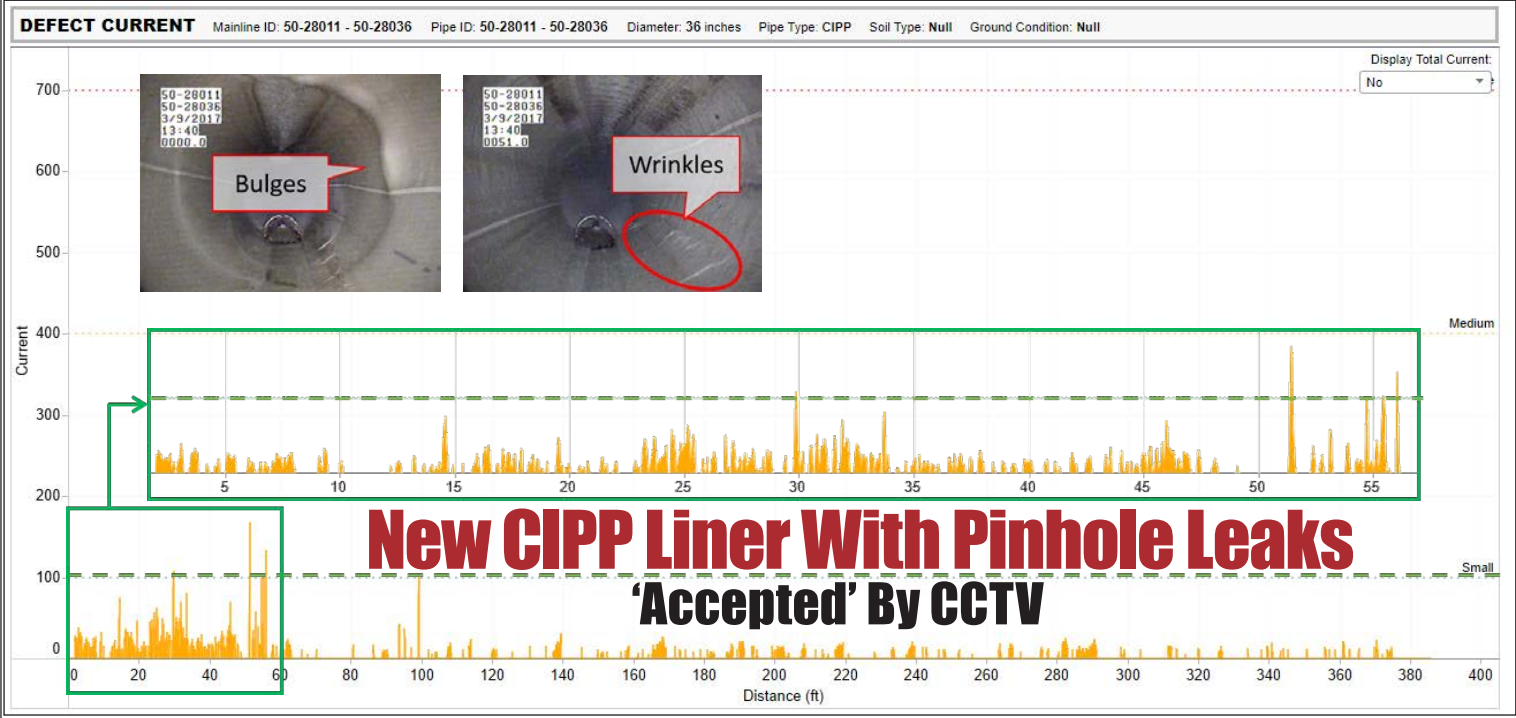 DEFECT CURRENT Mainline ID: 50-28011 - 50-28036 Pipe ID: 50-28011 - 50-28036 Diameter: 36 inches Pipe Type: CIPP Soil Type: Null Ground Condition: Null
Display Total Current:
No
700
600
500
400
300
200
100
0
Current
50-28011
50-28036
3/9/2017
13:40
0000.0
Bulges
50-28011
50-28036
3/9/2017
13:40
0051.0
Wrinkles
Medium
5 10 15 20 25 30 35 40 45 50 55
New CIPP Liner With Pinhole Leaks
‘Accepted’ By CCTV
Small
0 20 40 60 80 100 120 140 160 180 200 220 240 260 280 300 320 340 360 380 400
Distance (ft)